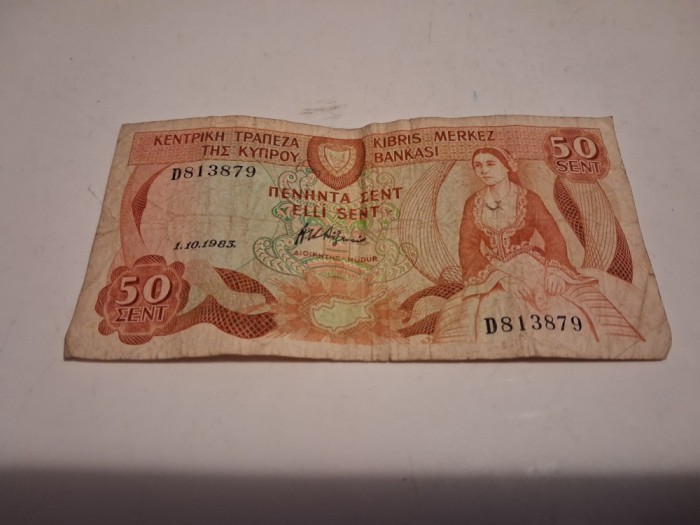 ΚΕΝΤΡΙΚΗ ΤΡΑΠΕΖΑ
ΤΗΣ ΚΥΠΡΟΥ
KIBRIS MERKEZ
BANKASI
50
SENT
D813879
ΠΕΝΗΝΤΑ ΣΕΝΤ
ELLİ SENT
1.10.1983.
ΔΙΟΙΚΗΤΗΣ-MÜDÜR
50
ΣΕΝΤ
D813879